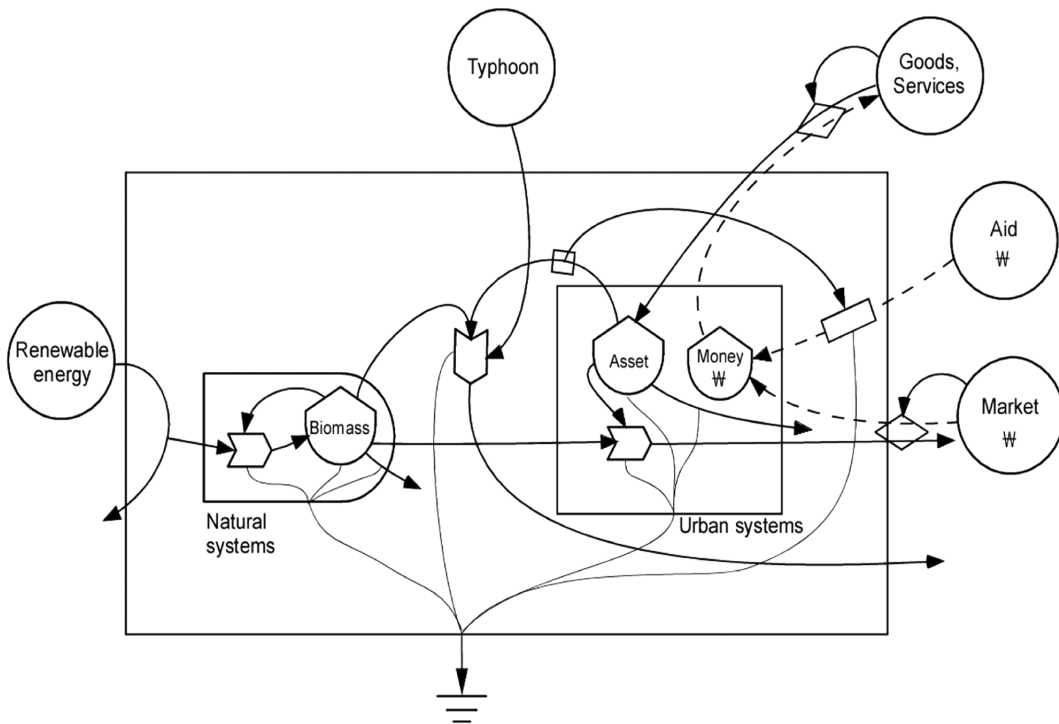 Typhoon
Goods,
Services
Aid
₩
Renewable
energy
Asset
Money
₩
Market
₩
Biomass
Natural
systems
Urban systems